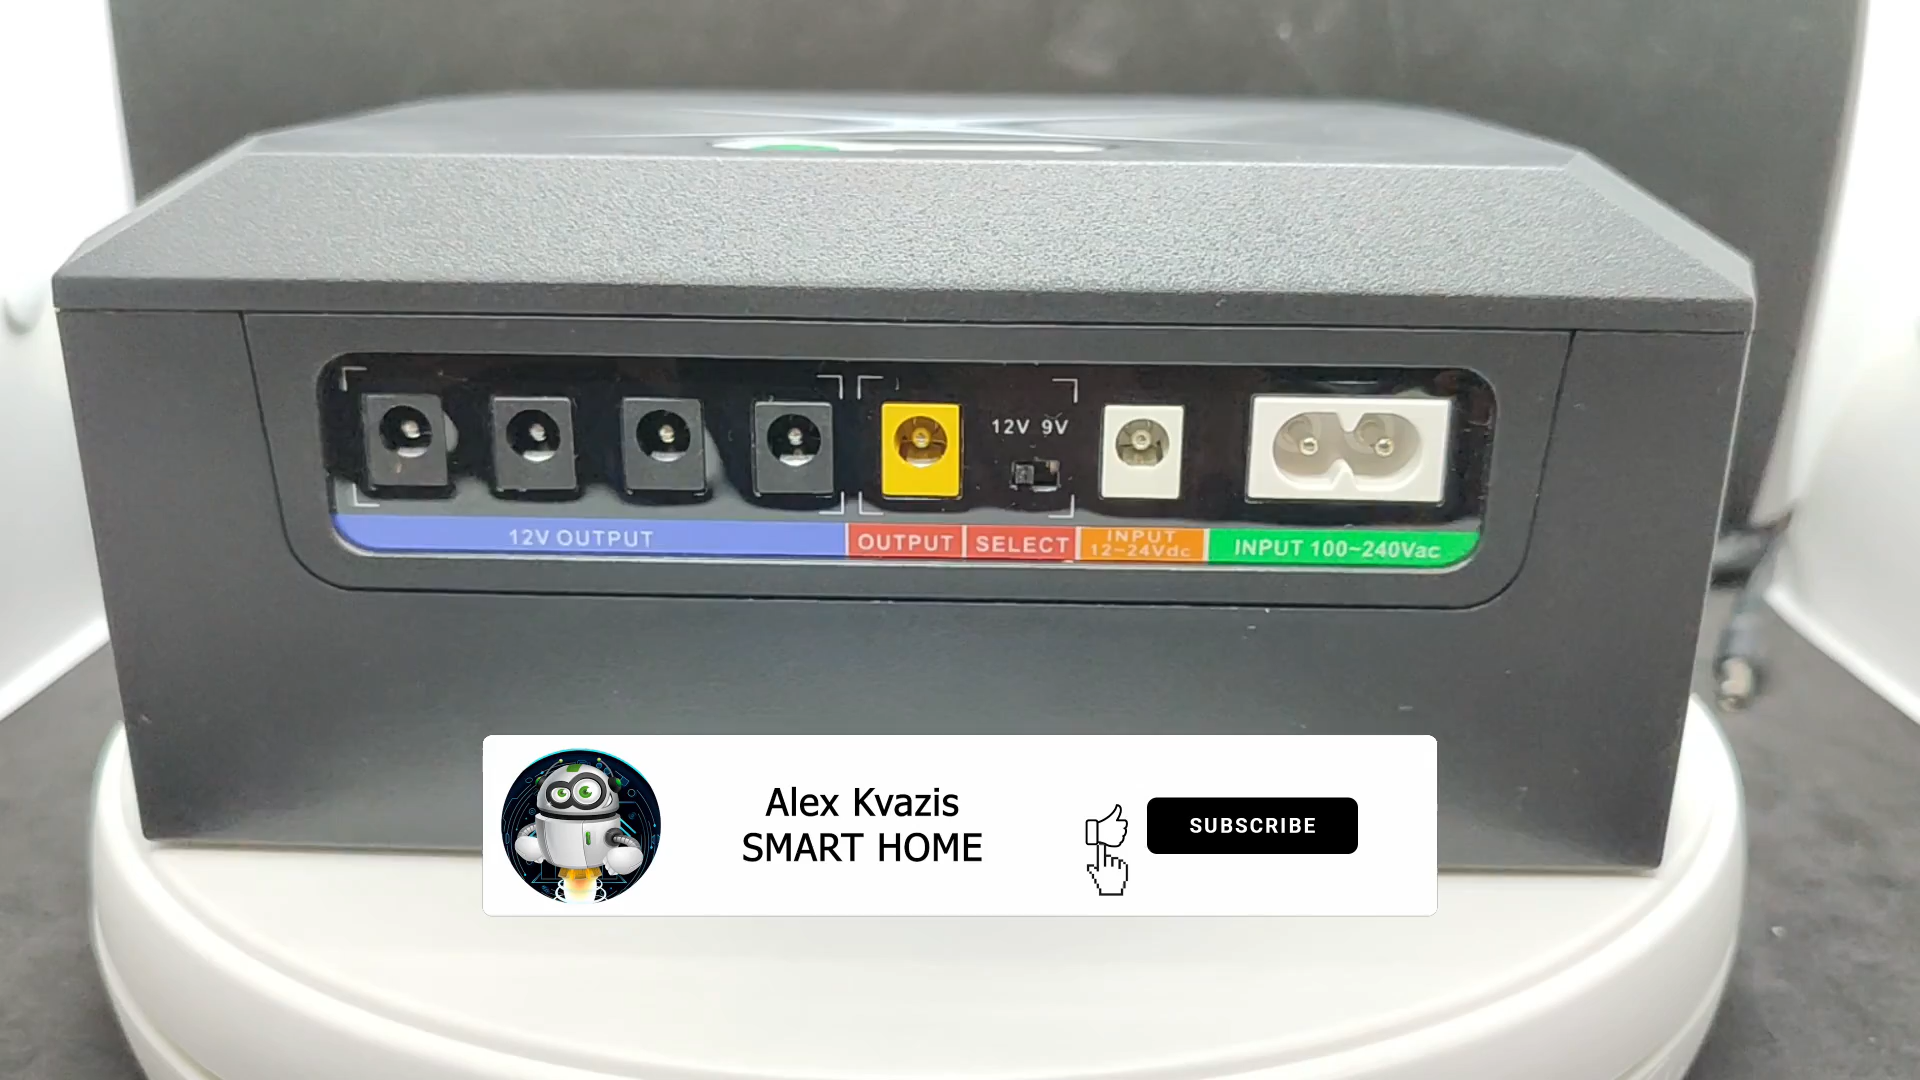 12V 9V
12V OUTPUT
OUTPUT
SELECT
INPUT
12~24Vdc
INPUT 100~240Vac
Alex Kvazis
SMART HOME
SUBSCRIBE